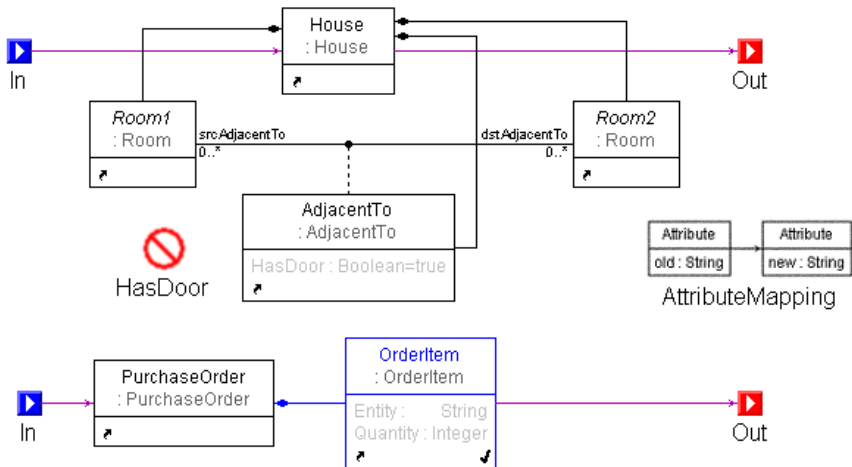 House
: House
In
Out
Room1
: Room
srcAdjacentTo
0..*
dstAdjacentTo
0..*
Room2
: Room
AdjacentTo
: AdjacentTo
HasDoor : Boolean=true
HasDoor
Attribute
old : String
Attribute
new : String
AttributeMapping
PurchaseOrder
: PurchaseOrder
OrderItem
: OrderItem
Entity : String
Quantity : Integer
In
Out